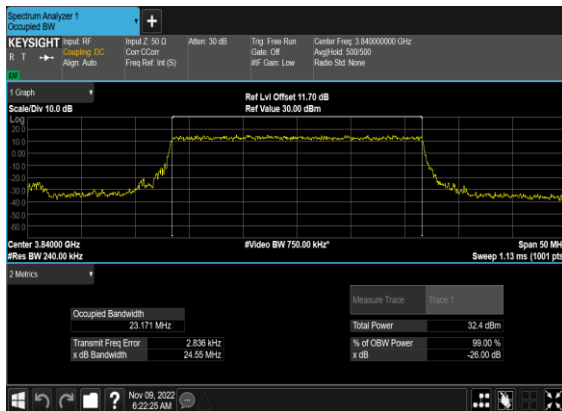 Spectrum Analyzer 1
Occupied BW
KEYSIGHT
R T
Input: RF
Coupling: DC
Align: Auto
Input Z: 50 Ω
Corr CCorr
Freq Ref: Int (S)
Atten: 30 dB
Trig: Free Run
Gate: Off
#IF Gain: Low
Center Freq: 3.840000000 GHz
Avg|Hold: 500/500
Radio Std: None
1 Graph
Scale/Div 10.0 dB
Ref Lvl Offset 11.70 dB
Ref Value 30.00 dBm
Log
20.0
10.0
0.00
-10.0
-20.0
-30.0
-40.0
-50.0
-60.0
Center 3.84000 GHz
#Res BW 240.00 kHz
#Video BW 750.00 kHz*
Span 50 MH
Sweep 1.13 ms (1001 pts
2 Metrics
Measure Trace Trace 1
Occupied Bandwidth
23.171 MHz
Total Power 32.4 dBm
Transmit Freq Error 2.836 kHz
% of OBW Power 99.00 %
x dB Bandwidth 24.55 MHz
x dB -26.00 dB
?
Nov 09, 2022
6:22:25 AM